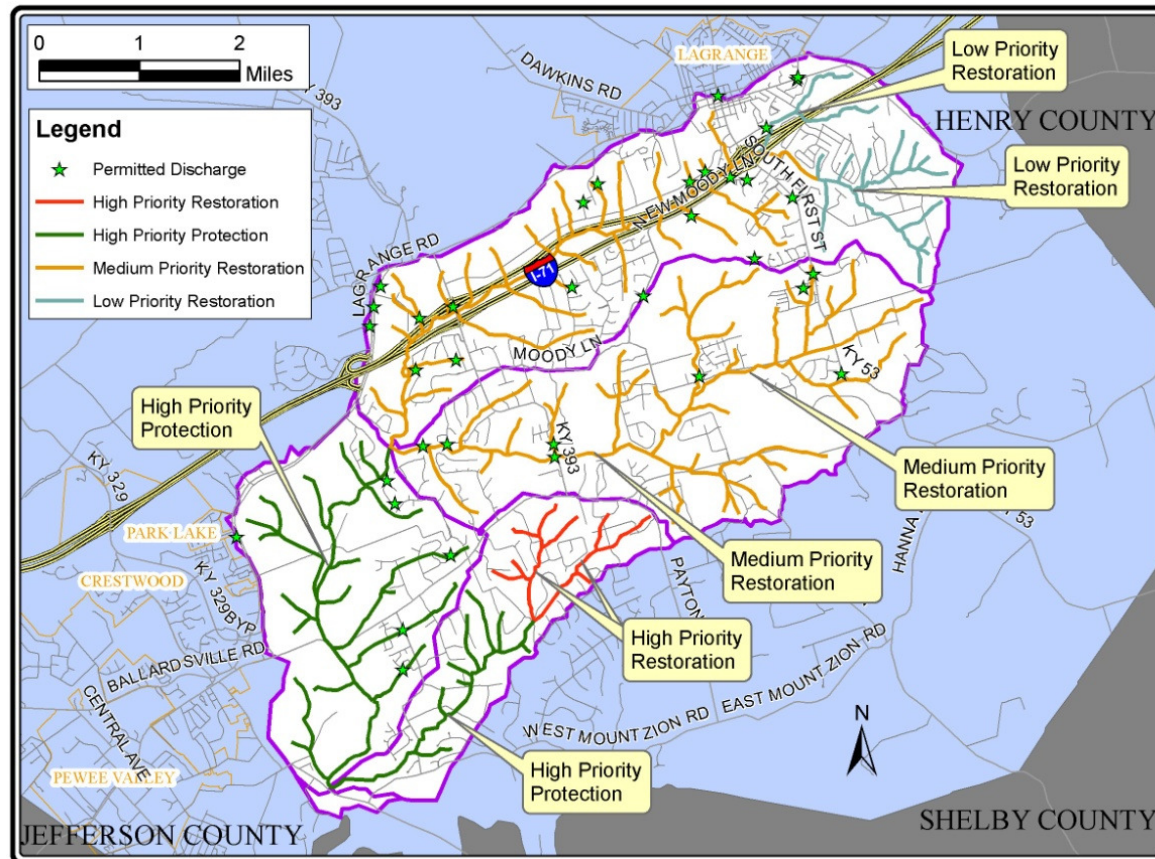 0 1 2
Miles
Legend
Permitted Discharge
High Priority Restoration
High Priority Protection
Medium Priority Restoration
Low Priority Restoration
LAGRANGE
DAWKINS RD
Y 393
Low Priority
Restoration
HENRY COUNTY
Low Priority
Restoration
SOUTH FIRST ST
NEW MOODY LN
LAGRANGE RD
I-71
MOODY LN
KY 53
High Priority
Protection
KY 393
Medium Priority
Restoration
KY 329
PARK LAKE
CRESTWOOD
KY 329BYP
BALLARDSVILLE RD
CENTRAL AVE
PEWEE VALLEY
Medium Priority
Restoration
HANNA
53
PAYTON
High Priority
Restoration
WEST MOUNT ZION RD
EAST MOUNT ZION RD
N
High Priority
Protection
JEFFERSON COUNTY
SHELBY COUNTY